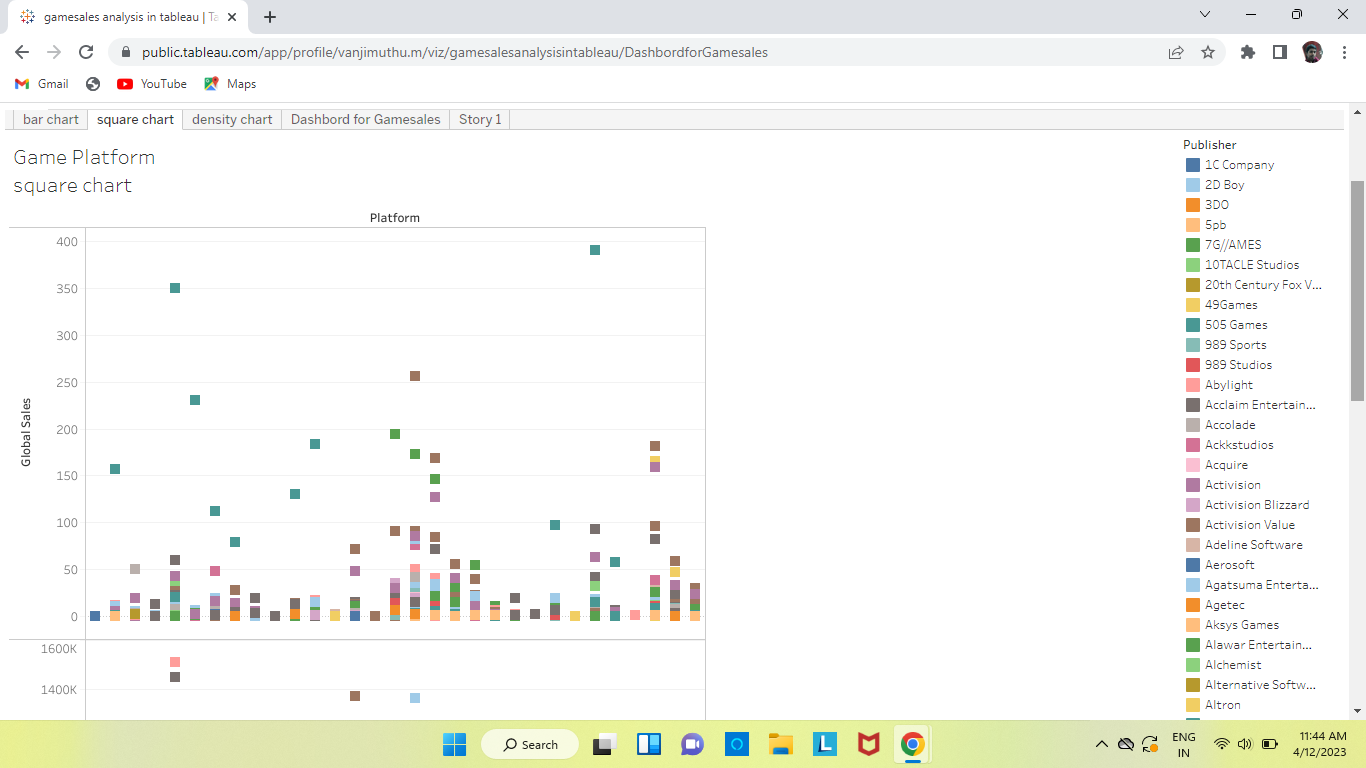 gamesales analysis in tableau | Ta
public.tableau.com/app/profile/vanjimuthu.m/viz/gamesalesanalysisintableau/DashbordforGamesales
Gmail
YouTube
Maps
bar chart
square chart
density chart
Dashbord for Gamesales
Story 1
Game Platform
square chart
Platform
400
350
300
250
200
150
100
50
0
Global Sales
1600K
1400K
Publisher
1C Company
2D Boy
3DO
5pb
7G//AMES
10TACLE Studios
20th Century Fox V...
49Games
505 Games
989 Sports
989 Studios
Abylight
Acclaim Entertain...
Accolade
Ackkstudios
Acquire
Activision
Activision Blizzard
Activision Value
Adeline Software
Aerosoft
Agatsuma Enterta...
Agetec
Aksys Games
Alawar Entertain...
Alchemist
Alternative Softw...
Altron
Search
L
ENG
IN
11:44 AM
4/12/2023